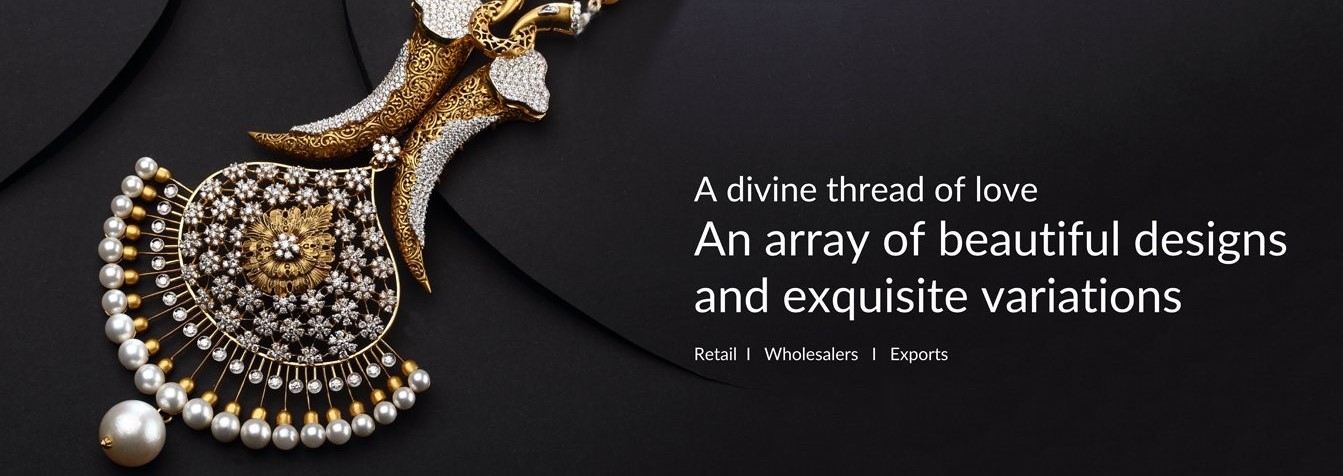 A divine thread of love
An array of beautiful designs
and exquisite variations
Retail I Wholesalers I Exports